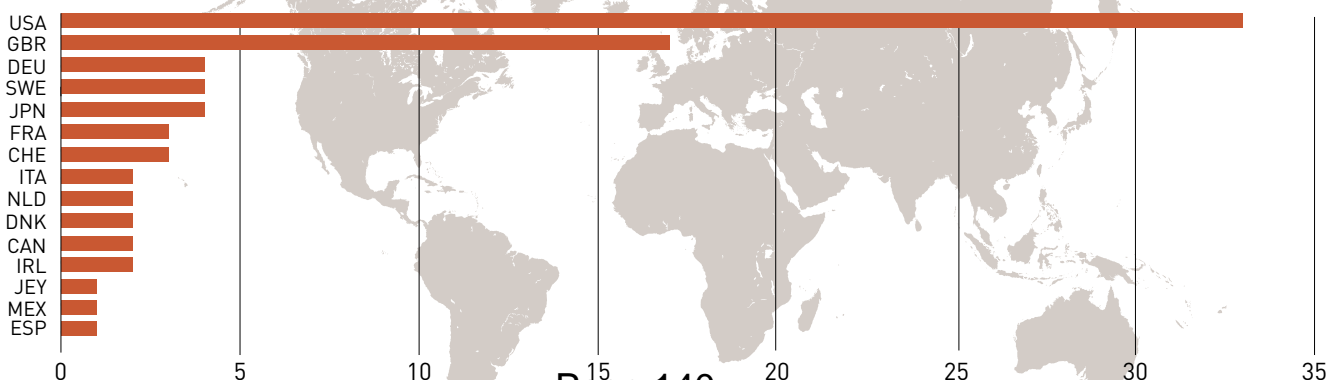 USA
GBR
DEU
SWE
JPN
FRA
CHE
ITA
NLD
DNK
CAN
IRL
JEY
MEX
ESP
0 5 10 15 20 25 30 35